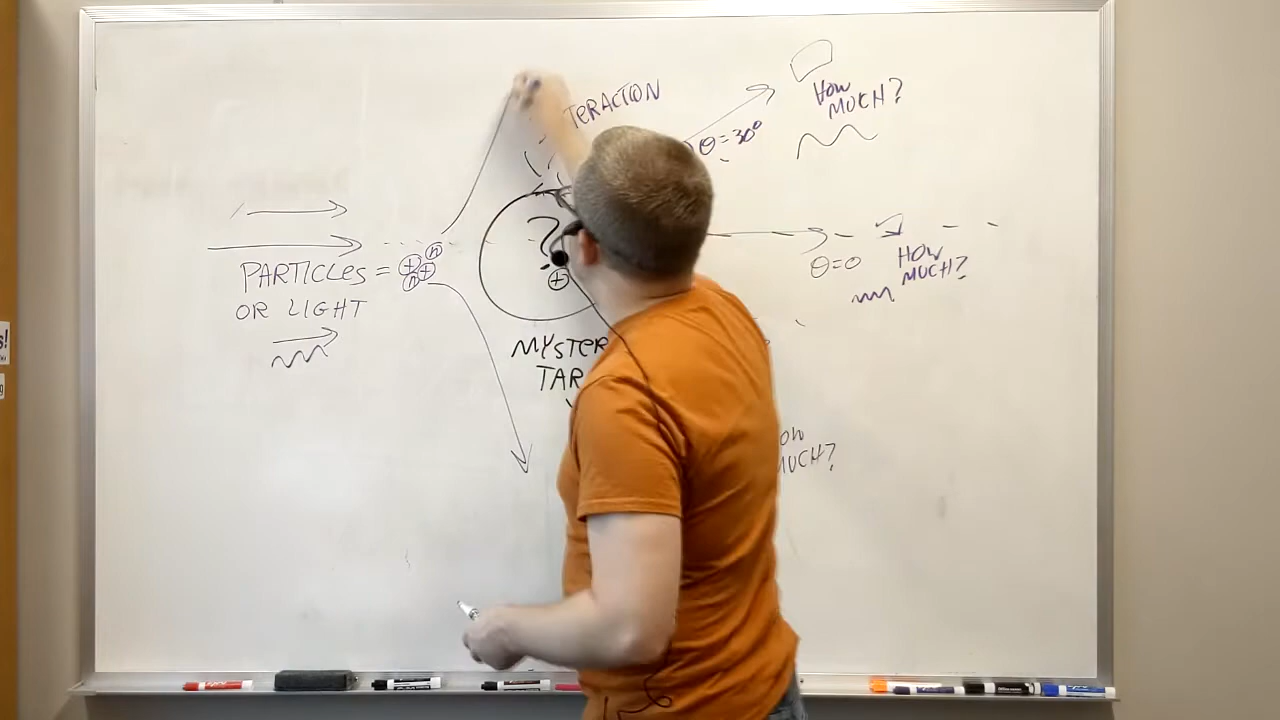 TERACTION
HOW
MUCH?
θ=30°
PARTICLES = + n
n +
OR LIGHT
?
+
θ=0
HOW
MUCH?
MYSTER
TAR
OW
MUCH?